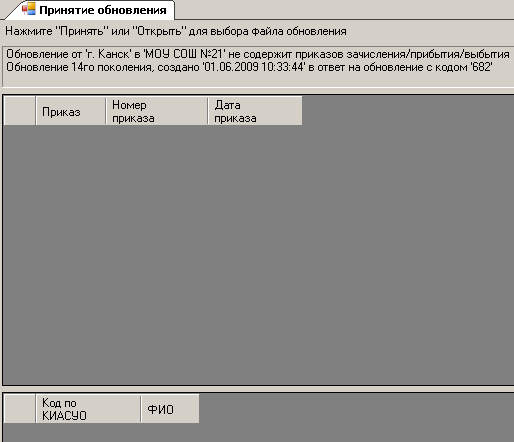 Принятие обновления
Нажмите "Принять" или "Открыть" для выбора файла обновления
Обновление от 'г. Канск' в 'МОУ СОШ №21' не содержит приказов зачисления/прибытия/выбытия
Обновление 14го поколения, создано '01.06.2009 10:33:44' в ответ на обновление с кодом '682'
Приказ
Номер
приказа
Дата
приказа
Код по
КИАСУО
ФИО